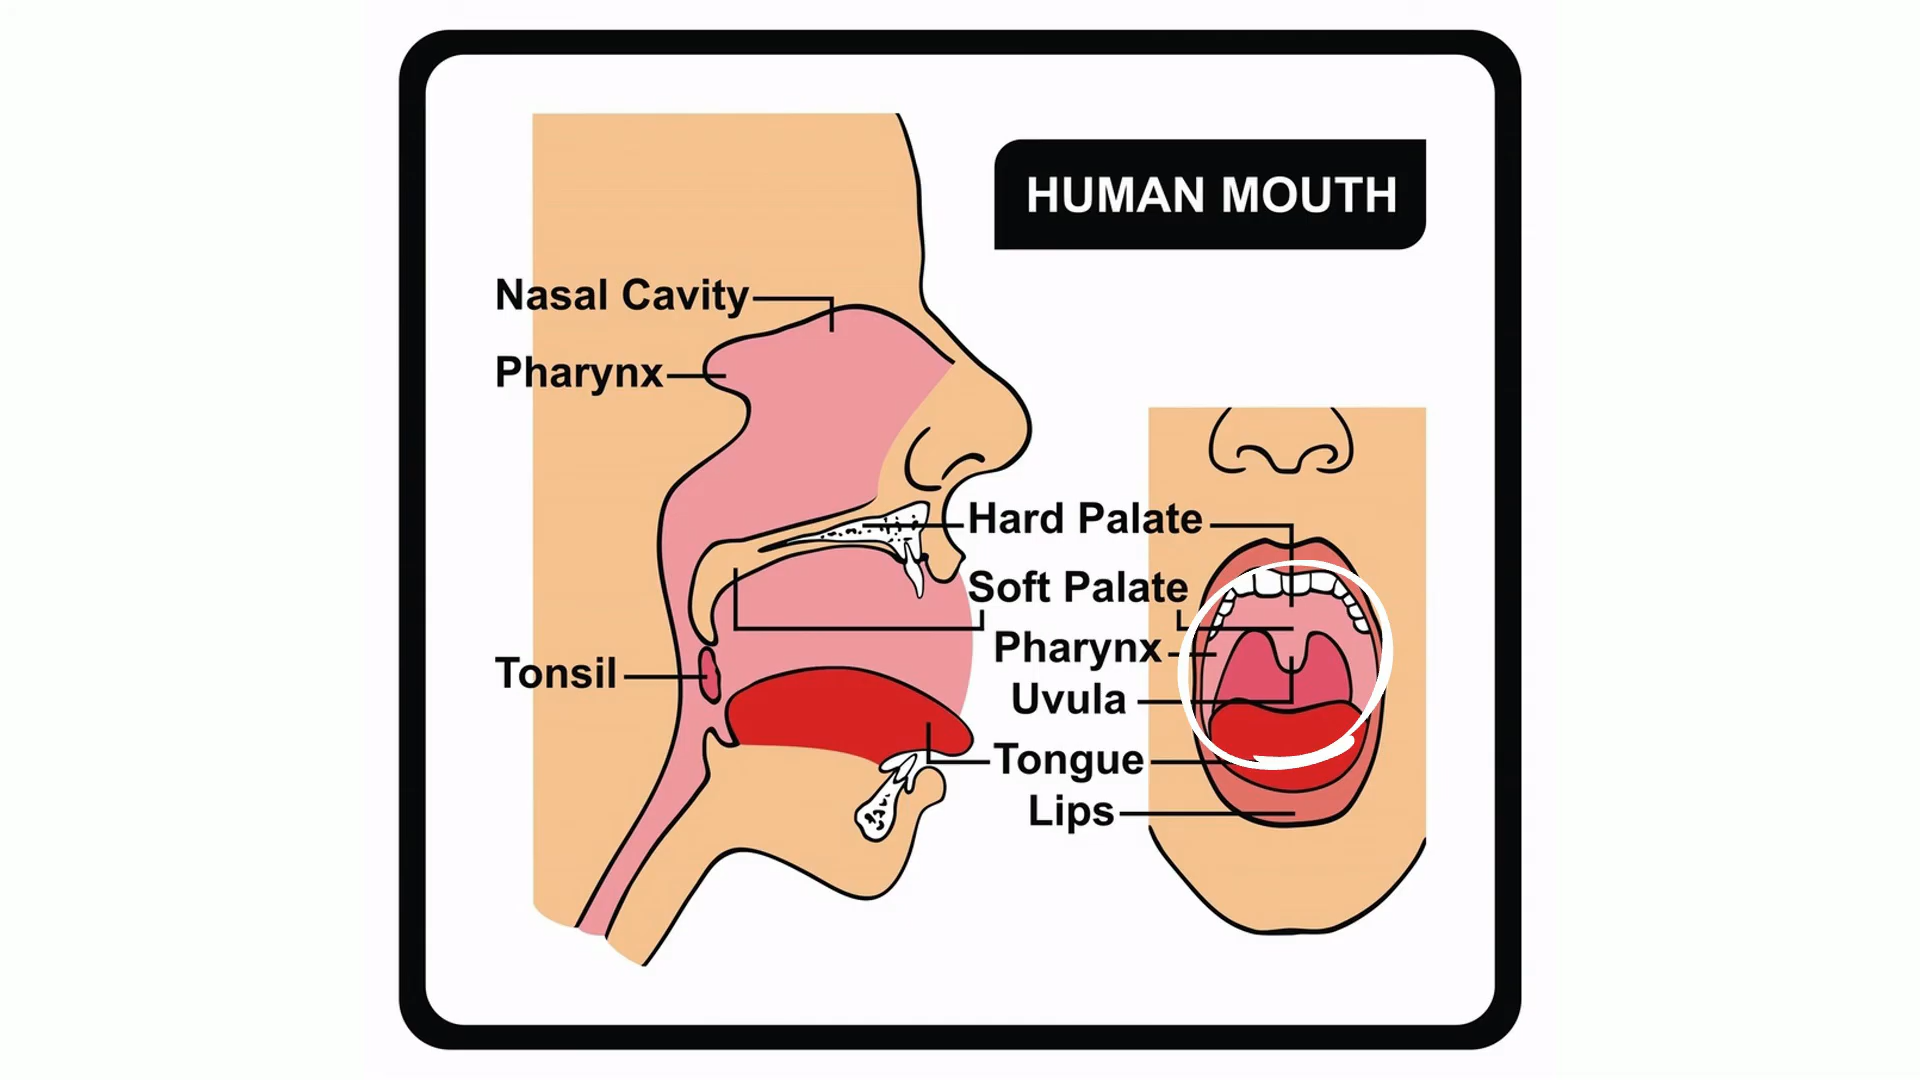 HUMAN MOUTH
Nasal Cavity
Pharynx
Hard Palate
Soft Palate
Pharynx
Tonsil
Uvula
Tongue
Lips